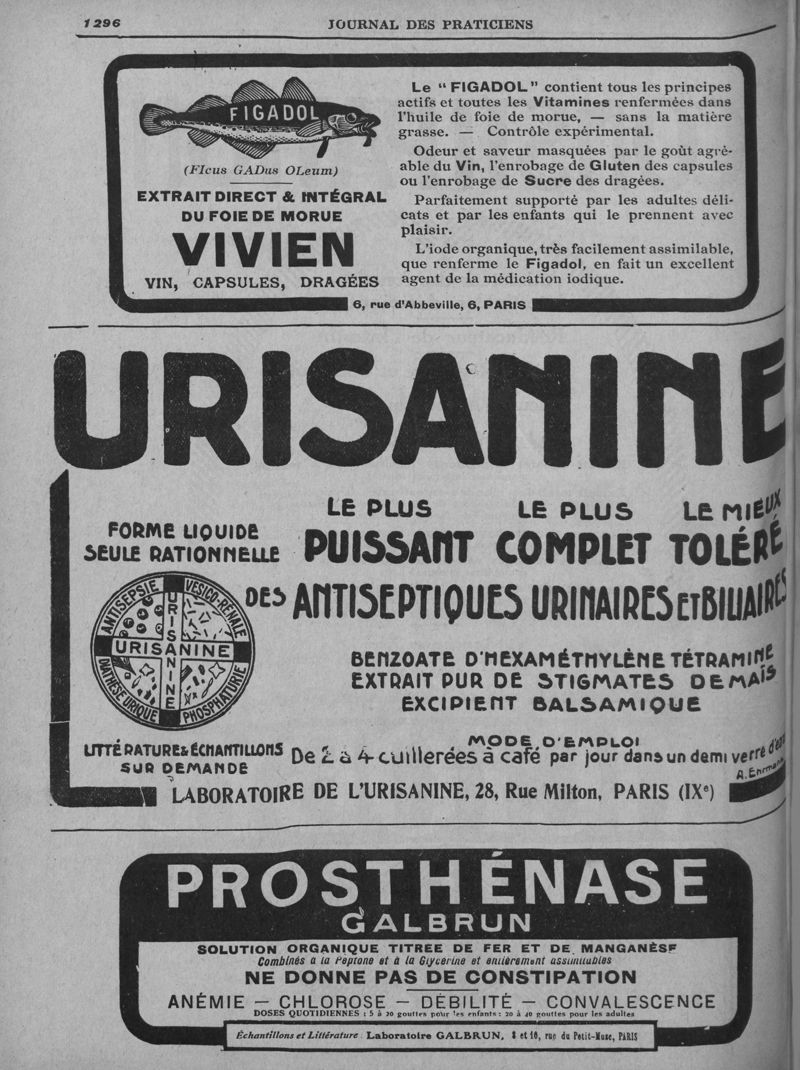 1296
JOURNAL DES PRATICIENS
FIGADOL
(FIcus GADus OLeum)
EXTRAIT DIRECT & INTÉGRAL
DU FOIE DE MORUE
VIVIEN
VIN, CAPSULES, DRAGÉES
Le "FIGADOL" contient tous les principes
actifs et toutes les Vitamines renfermées dans
l'huile de foie de morue, — sans la matière
grasse. — Contrôle expérimental.
Odeur et saveur masquées par le goût agré-
able du Vin, l'enrobage de Gluten des capsules
ou l'enrobage de Sucre des dragées.
Parfaitement supporté par les adultes déli-
cats et par les enfants qui le prennent avec
plaisir.
L'iode organique, très facilement assimilable,
que renferme le Figadol, en fait un excellent
agent de la médication iodique.
6, rue d'Abbeville, 6, PARIS
URISANINE
FORME LIQUIDE
SEULE RATIONNELLE
LE PLUS LE PLUS LE MIEUX
PUISSANT COMPLET TOLÉRÉ
DES ANTISEPTIQUES URINAIRES ET BILIAIRES
ANTISEPSIE VESICO-RÉNALE
URISANINE
URISANINE
DIATHÈSE URIQUE PHOSPHATURIE
BENZOATE D'HEXAMÉTHYLÈNE TÉTRAMINE
EXTRAIT PUR DE STIGMATES DE MAÏS
EXCIPIENT BALSAMIQUE
LITTÉRATURE & ÉCHANTILLONS
SUR DEMANDE
MODE D'EMPLOI
De 2 à 4 cuillerées à café par jour dans un demi verre d'eau
A. Ehrmann
LABORATOIRE DE L'URISANINE, 28, Rue Milton, PARIS (IXe)
PROSTHÉNASE
GALBRUN
SOLUTION ORGANIQUE TITRÉE DE FER ET DE MANGANÈSE
Combinés à la Peptone et à la Glycérine et entièrement assimilables
NE DONNE PAS DE CONSTIPATION
ANÉMIE — CHLOROSE — DÉBILITÉ — CONVALESCENCE
DOSES QUOTIDIENNES : 5 à 20 gouttes pour les enfants : 20 à 40 gouttes pour les adultes
Échantillons et Littérature : Laboratoire GALBRUN, 8 et 10, rue du Petit-Musc, PARIS